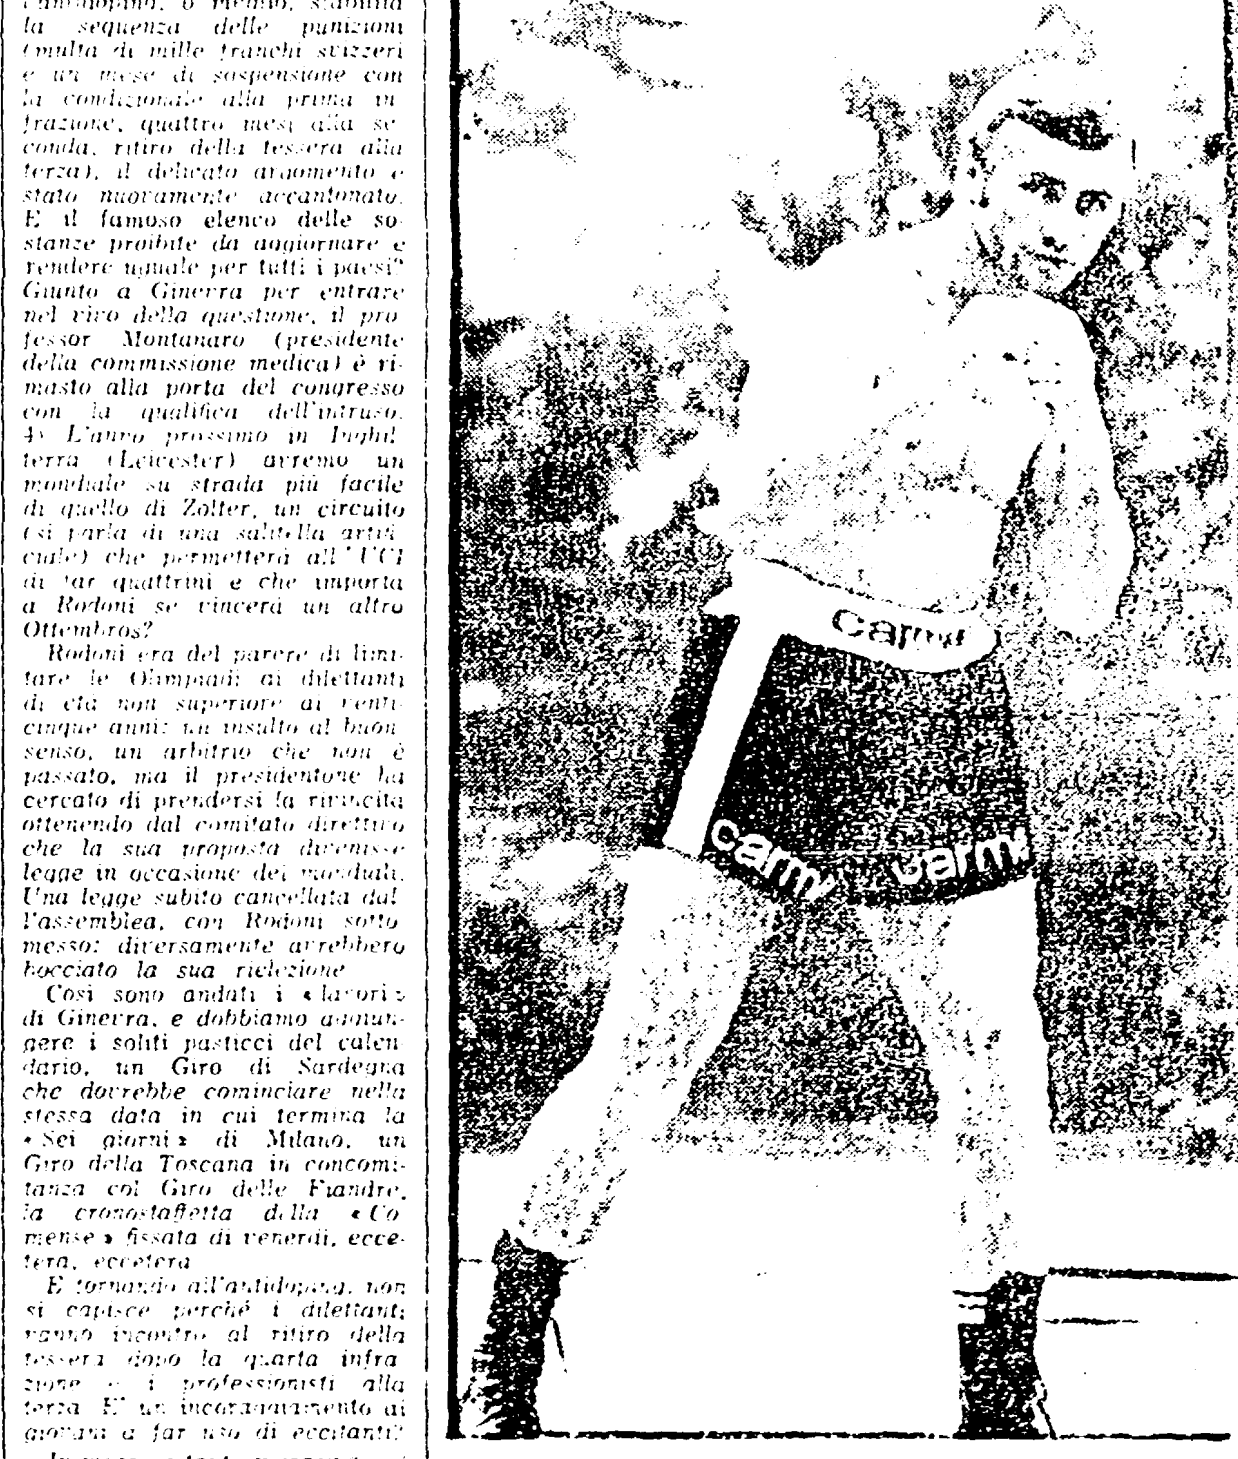 la sequenza delle punizioni
(multa di mille franchi svizzeri
e un mese di sospensione con
la condizionale alla prima in
frazione, quattro mesi alla se
conda, ritiro della tessera alla
terza), il delicato argomento è
stato nuovamente accantonato.
E il famoso elenco delle so
stanze proibite da aggiornare e
rendere uguale per tutti i paesi?
Giunto a Ginevra per entrare
nel vivo della questione, il pro
fessor Montanaro (presidente
della commissione medica) è ri-
masto alla porta del congresso
con la qualifica dell'intruso.
4) L'anno prossimo in Inghil
terra (Leicester) avremo un
mondiale su strada più facile
di quello di Zolter, un circuito
(si parla di una salitella artifi
ciale) che permetterà all'UCI
di far quattrini e che importa
a Rodoni se vincerà un altro
Ottembros?
Rodoni era del parere di limi-
tare le Olimpiadi ai dilettanti
di età non superiore ai venti
cinque anni: un insulto al buon
senso, un arbitrio che non è
passato, ma il presidentone ha
cercato di prendersi la rivincita
ottenendo dal comitato direttivo
che la sua proposta divenisse
legge in occasione dei mondiali.
Una legge subito cancellata dal
l'assemblea, con Rodoni sotto
messo: diversamente avrebbero
bocciato la sua rielezione
Così sono andati i «lavori»
di Ginevra, e dobbiamo aggiun-
gere i soliti pasticci del calen
dario, un Giro di Sardegna
che dovrebbe cominciare nella
stessa data in cui termina la
«Sei giorni» di Milano, un
Giro della Toscana in concomi-
tanza col Giro delle Fiandre,
la cronostaffetta della «Co
mense» fissata di venerdì, ecce-
tera, eccetera
E tornando all'antidoping, non
si capisce perché i dilettanti
vanno incontro al ritiro della
tessera dopo la quarta infra
zione e i professionisti alla
terza E' un incoraggiamento ai
giovani a far uso di eccitanti?
carmi
carmi carmi